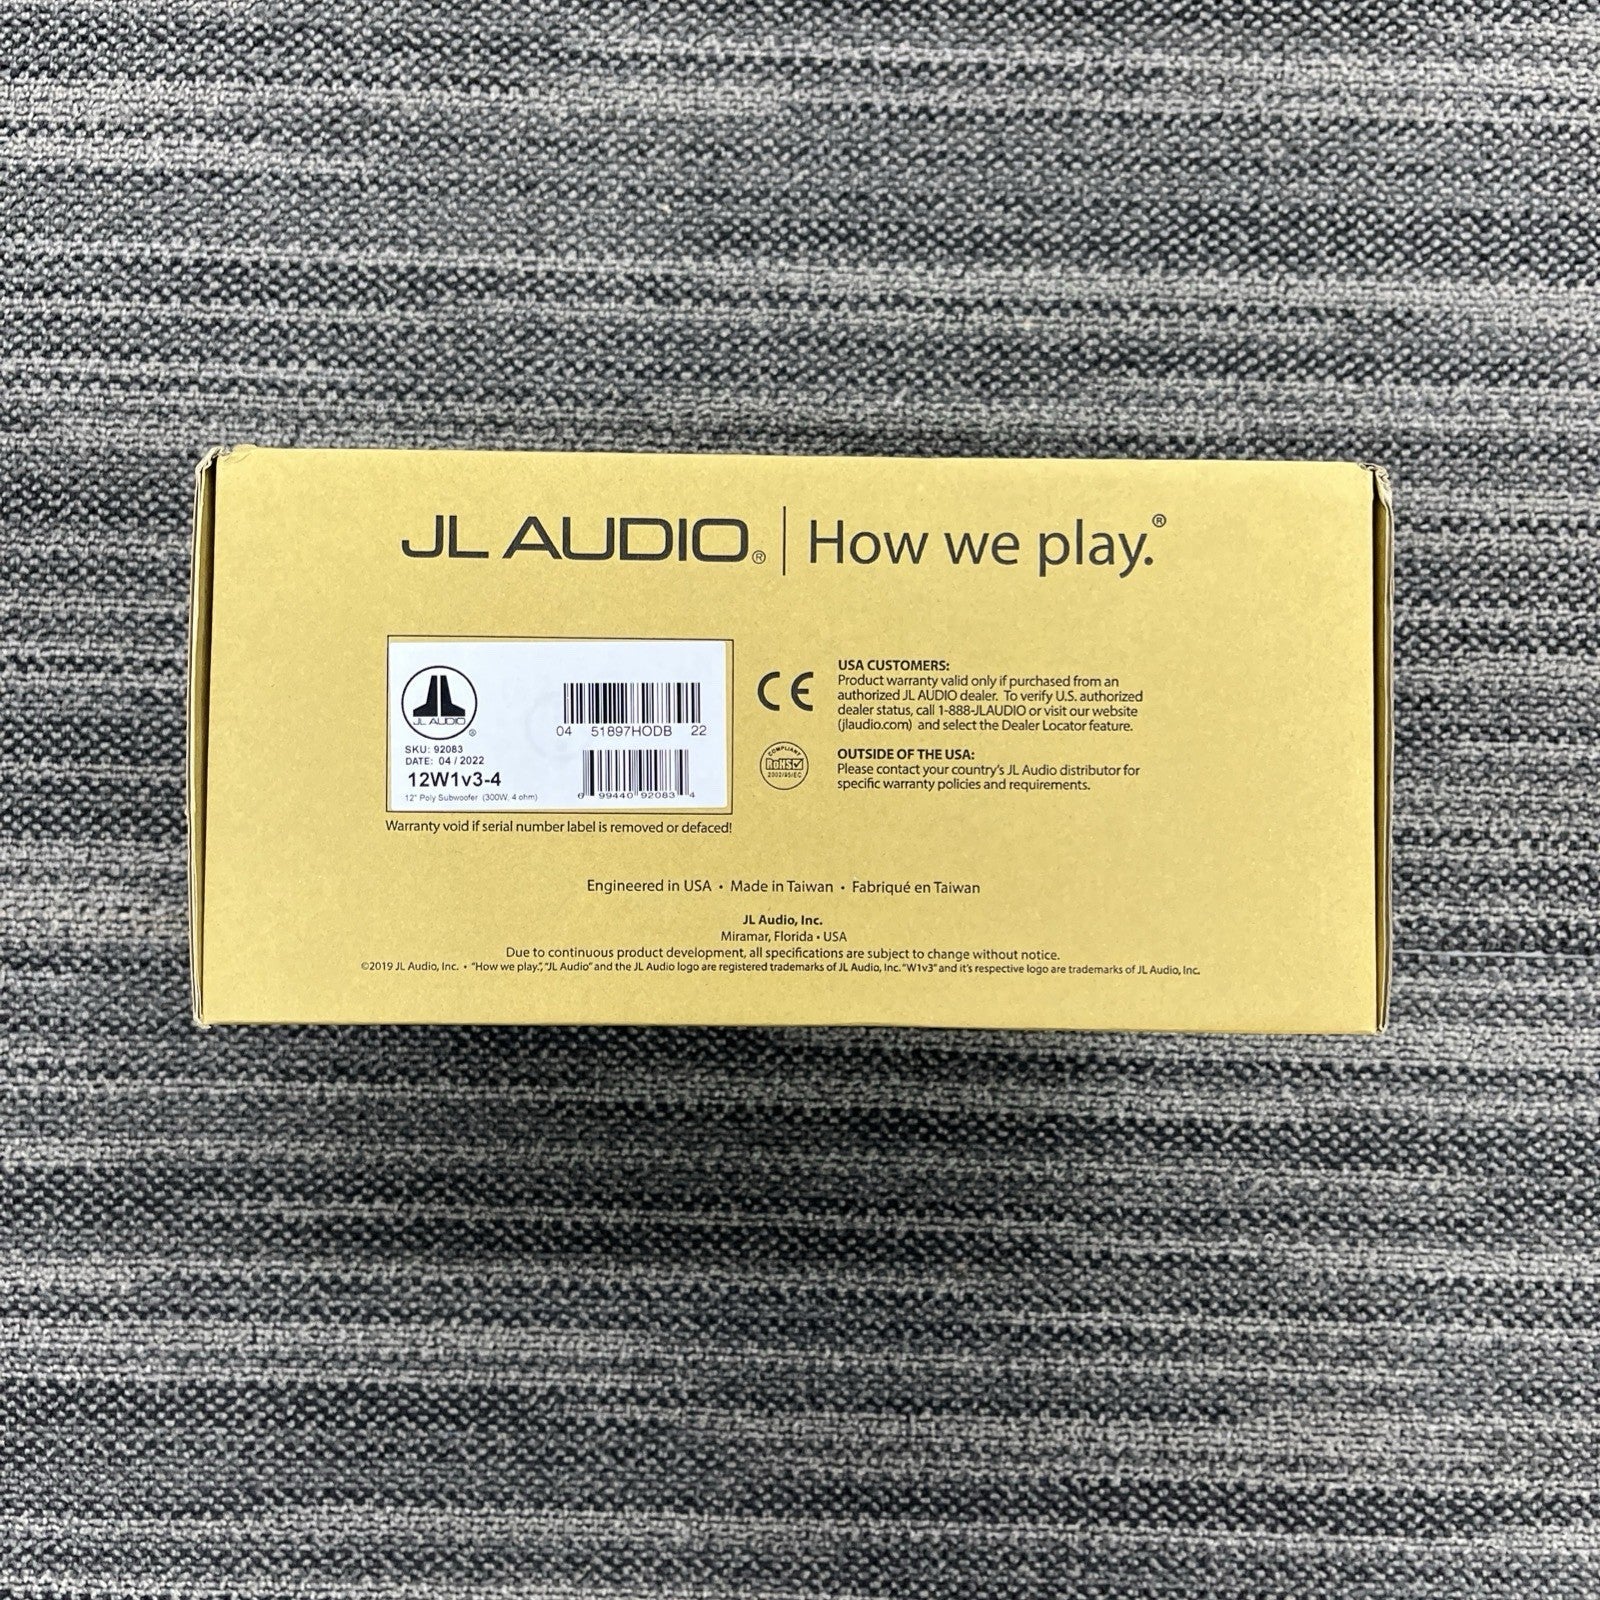 JL AUDIO® | How we play.®
JL AUDIO ®
SKU: 92083
DATE: 04 / 2022
12W1v3-4
12" Poly Subwoofer (300W, 4 ohm)
04 51897HODB 22
6 99440 92083 4
Warranty void if serial number label is removed or defaced!
CE
COMPLIANT
RoHS
2002/95/EC
USA CUSTOMERS:
Product warranty valid only if purchased from an
authorized JL AUDIO dealer. To verify U.S. authorized
dealer status, call 1-888-JLAUDIO or visit our website
(jlaudio.com) and select the Dealer Locator feature.
OUTSIDE OF THE USA:
Please contact your country's JL Audio distributor for
specific warranty policies and requirements.
Engineered in USA • Made in Taiwan • Fabriqué en Taiwan
JL Audio, Inc.
Miramar, Florida • USA
Due to continuous product development, all specifications are subject to change without notice.
©2019 JL Audio, Inc. • "How we play.", "JL Audio" and the JL Audio logo are registered trademarks of JL Audio, Inc. "W1v3" and it's respective logo are trademarks of JL Audio, Inc.